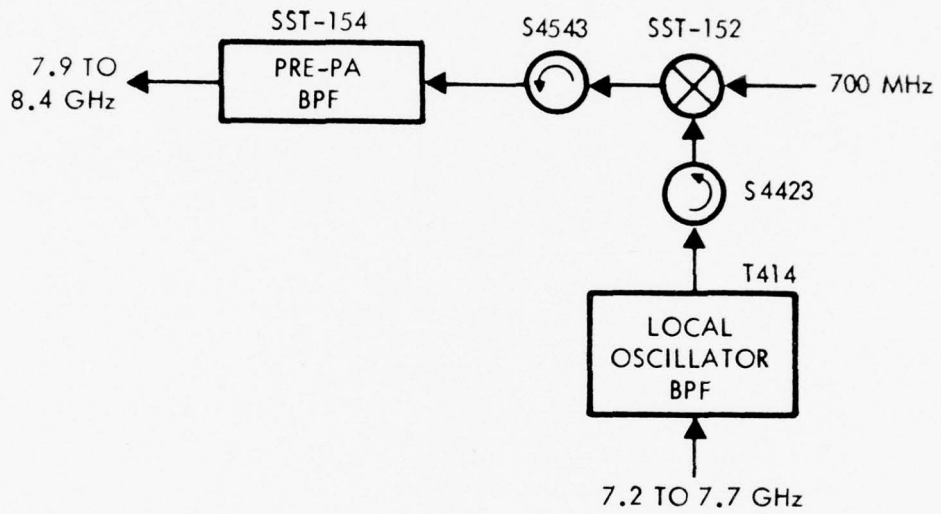 SST-154
S4543
SST-152
7.9 TO
8.4 GHz
PRE-PA
BPF
700 MHz
S4423
T414
LOCAL
OSCILLATOR
BPF
7.2 TO 7.7 GHz